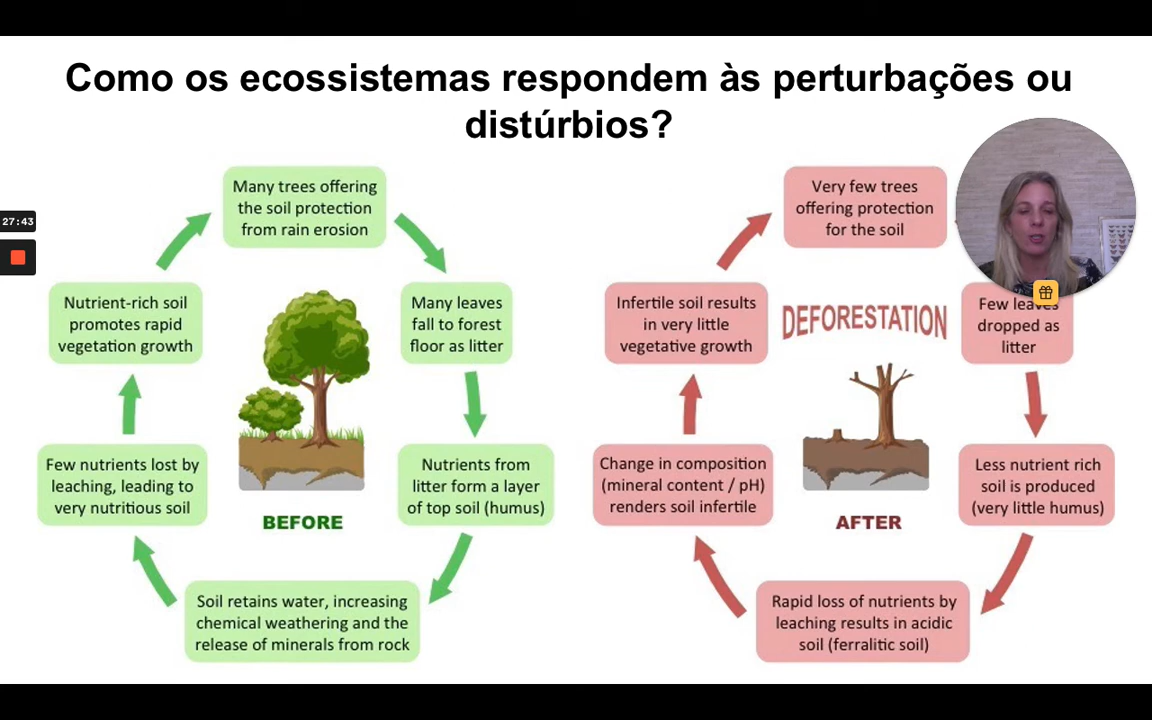 Como os ecossistemas respondem às perturbações ou
distúrbios?
27:43
Many trees offering
the soil protection
from rain erosion
Many leaves
fall to forest
floor as litter
Nutrients from
litter form a layer
of top soil (humus)
Soil retains water, increasing
chemical weathering and the
release of minerals from rock
Few nutrients lost by
leaching, leading to
very nutritious soil
Nutrient-rich soil
promotes rapid
vegetation growth
BEFORE
Very few trees
offering protection
for the soil
Few leaves
dropped as
litter
Less nutrient rich
soil is produced
(very little humus)
Rapid loss of nutrients by
leaching results in acidic
soil (ferralitic soil)
Change in composition
(mineral content / pH)
renders soil infertile
Infertile soil results
in very little
vegetative growth
DEFORESTATION
AFTER